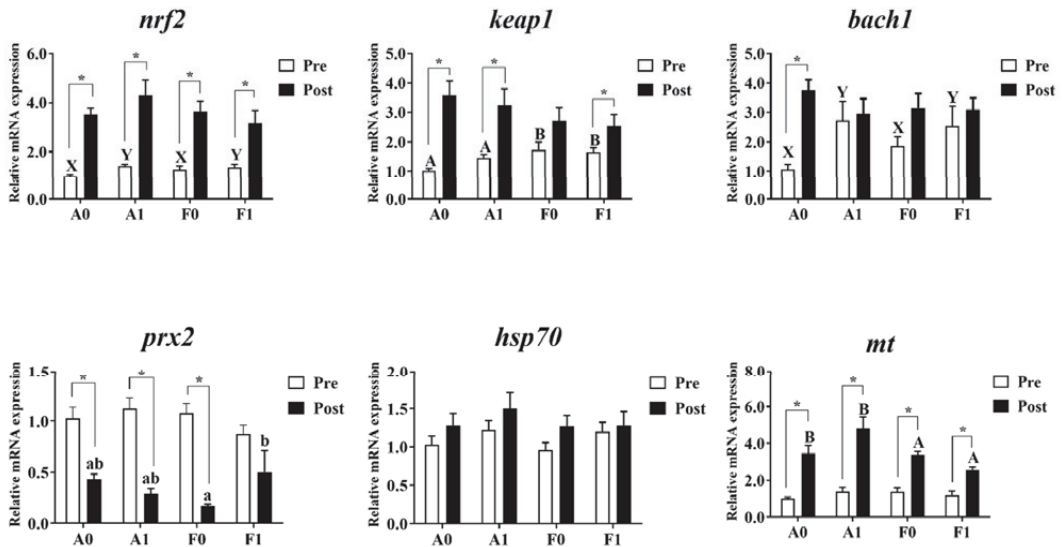 nrf2
Relative mRNA expression
6.0
4.0
2.0
0.0
*
*
*
*
X
Y
X
Y
A0 A1 F0 F1
Pre
Post
keap1
Relative mRNA expression
5.0
4.0
3.0
2.0
1.0
0.0
*
*
*
A
A
B
B
A0 A1 F0 F1
Pre
Post
bach1
Relative mRNA expression
5.0
4.0
3.0
2.0
1.0
0.0
*
X
Y
X
Y
A0 A1 F0 F1
Pre
Post
prx2
Relative mRNA expression
1.5
1.0
0.5
0.0
*
*
*
ab
ab
a
b
A0 A1 F0 F1
Pre
Post
hsp70
Relative mRNA expression
2.0
1.5
1.0
0.5
0.0
A0 A1 F0 F1
Pre
Post
mt
Relative mRNA expression
8.0
6.0
4.0
2.0
0.0
*
*
*
*
B
B
A
A
A0 A1 F0 F1
Pre
Post